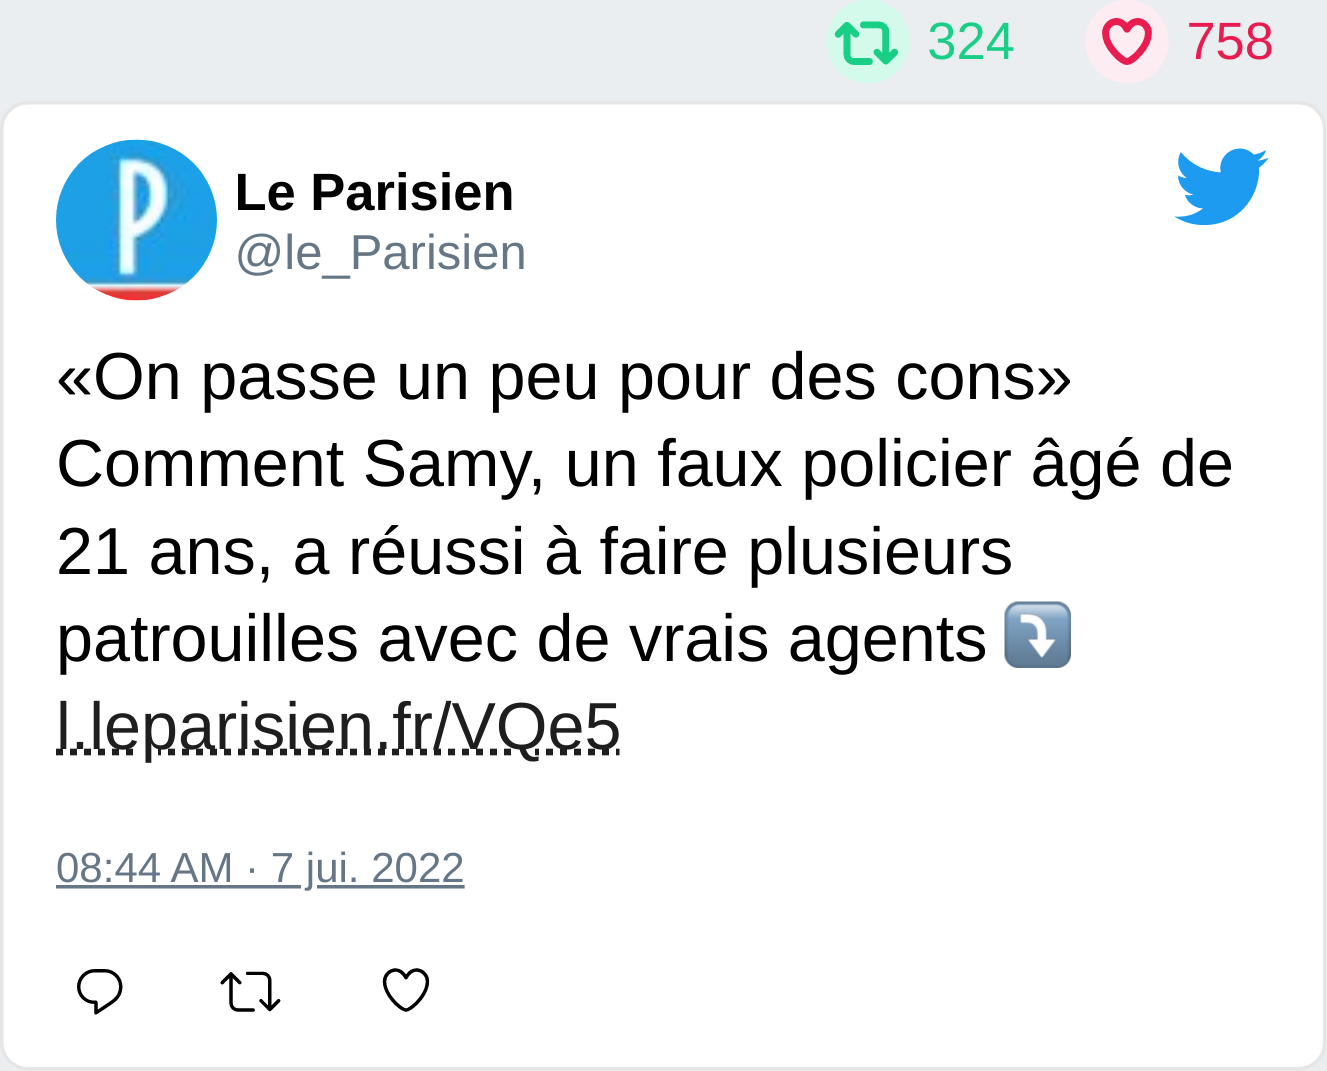 324 758
Le Parisien
@le_Parisien
«On passe un peu pour des cons»
Comment Samy, un faux policier âgé de
21 ans, a réussi à faire plusieurs
patrouilles avec de vrais agents ⤵️
l.leparisien.fr/VQe5
08:44 AM · 7 jui. 2022